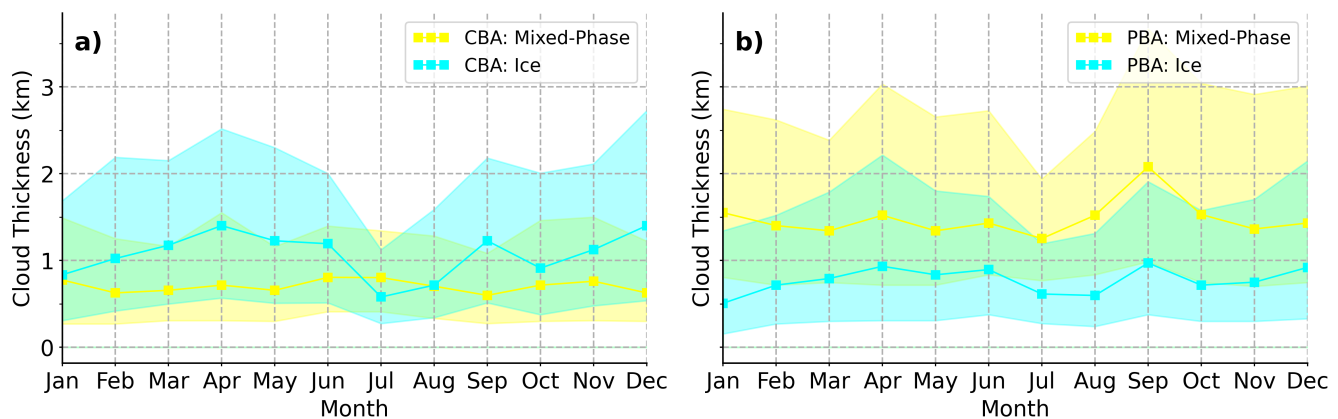 a)
CBA: Mixed-Phase
CBA: Ice
Cloud Thickness (km)
3
2
1
0
Jan Feb Mar Apr May Jun Jul Aug Sep Oct Nov Dec
Month
b)
PBA: Mixed-Phase
PBA: Ice
Cloud Thickness (km)
Jan Feb Mar Apr May Jun Jul Aug Sep Oct Nov Dec
Month